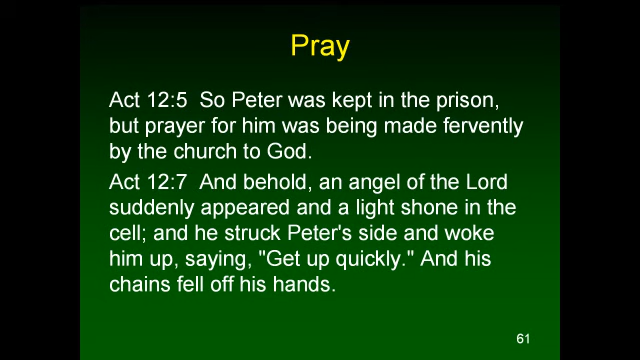 Pray
Act 12:5  So Peter was kept in the prison,
but prayer for him was being made fervently
by the church to God.
Act 12:7  And behold, an angel of the Lord
suddenly appeared and a light shone in the
cell; and he struck Peter's side and woke
him up, saying, "Get up quickly." And his
chains fell off his hands.
61